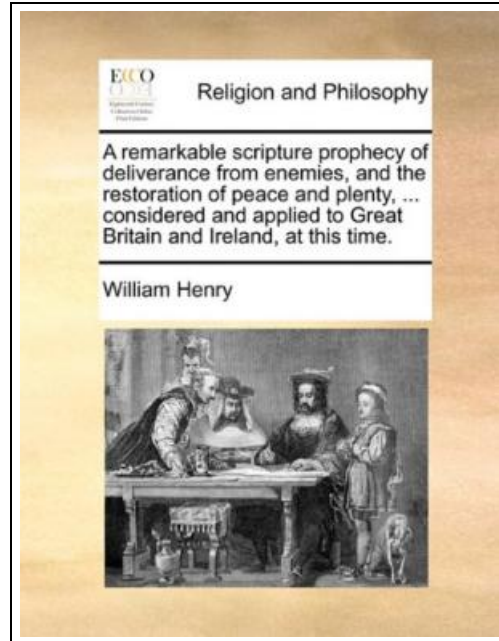 ECCO
Religion and Philosophy
A remarkable scripture prophecy of
deliverance from enemies, and the
restoration of peace and plenty, ...
considered and applied to Great
Britain and Ireland, at this time.
William Henry